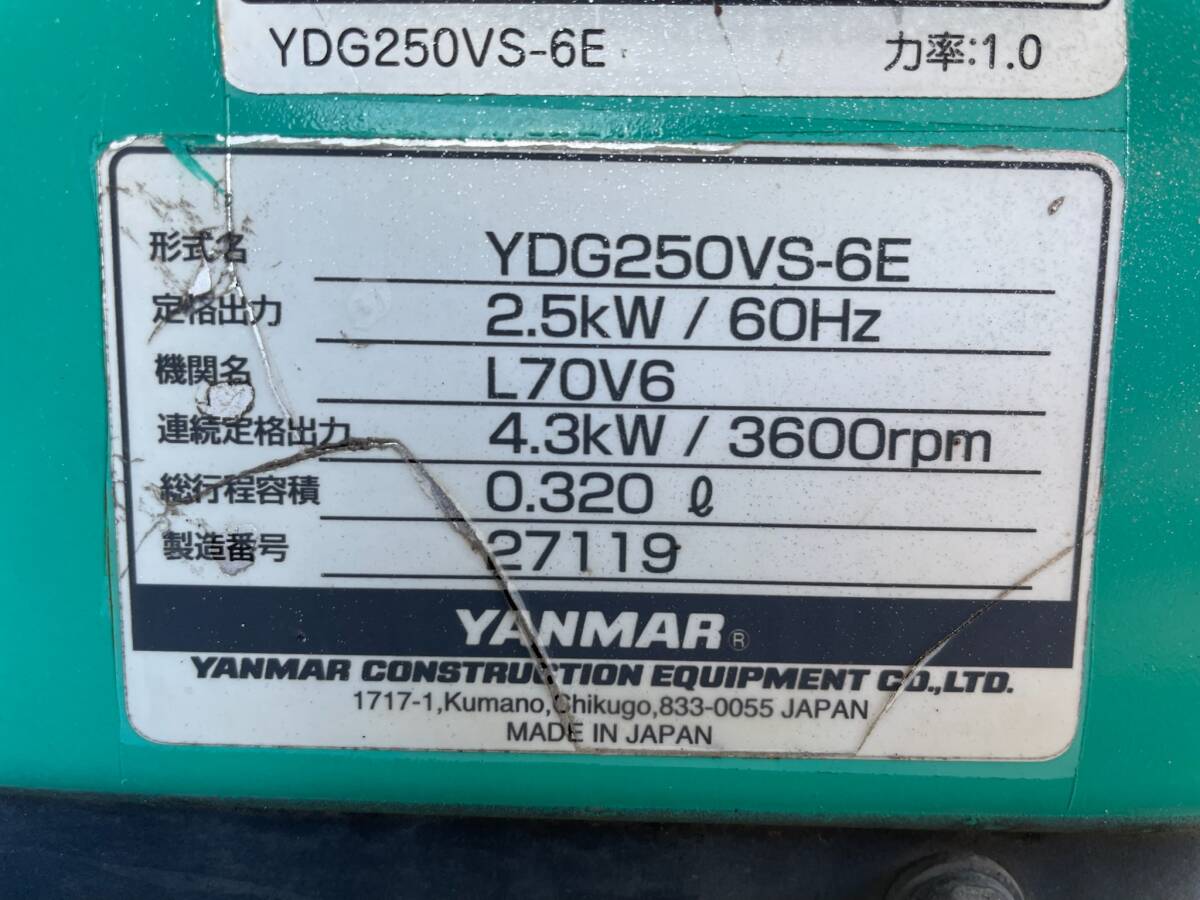 YDG250VS-6E 力率:1.0
形式名 YDG250VS-6E
定格出力 2.5kW / 60Hz
機関名 L70V6
連続定格出力 4.3kW / 3600rpm
総行程容積 0.320 ℓ
製造番号 27119
YANMAR®
YANMAR CONSTRUCTION EQUIPMENT CO.,LTD.
1717-1,Kumano,Chikugo,833-0055 JAPAN
MADE IN JAPAN